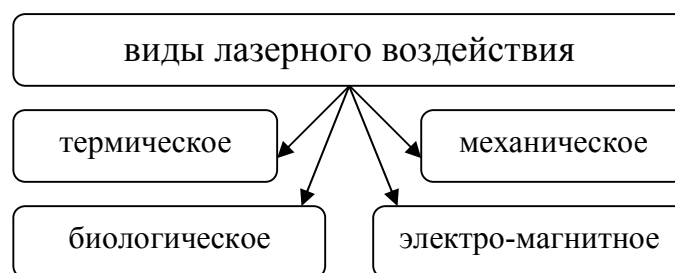 виды лазерного воздействия
термическое
механическое
биологическое
электро-магнитное